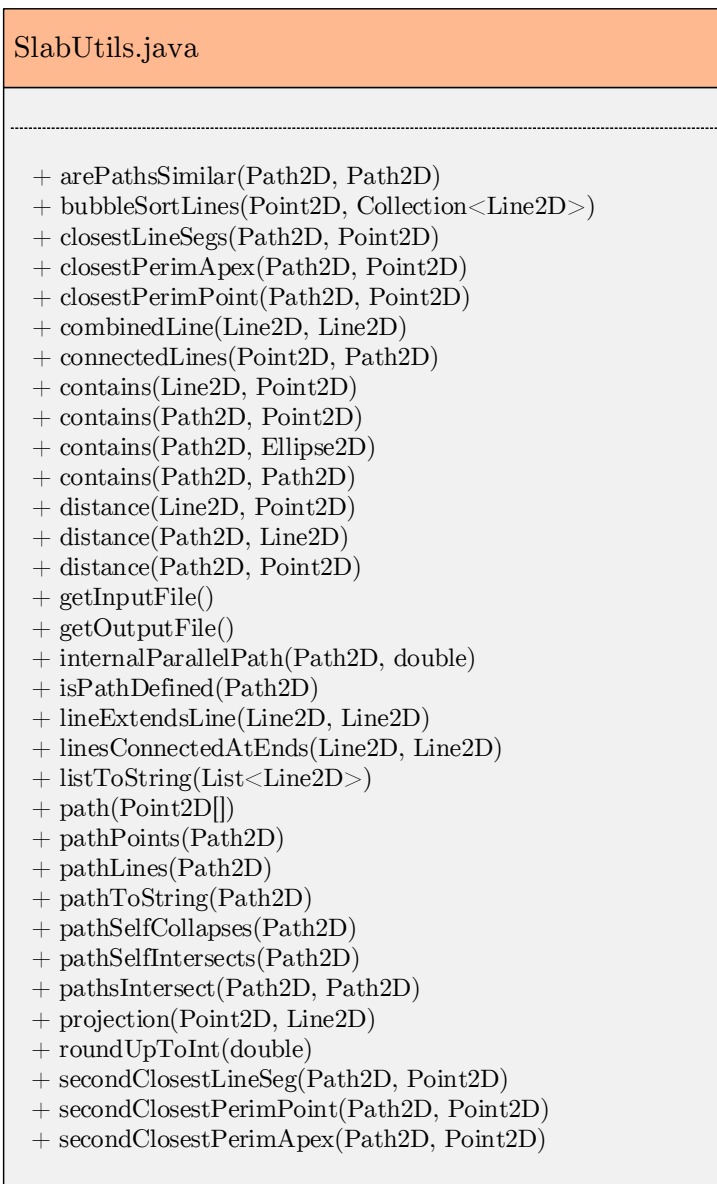 SlabUtils.java
+ arePathsSimilar(Path2D, Path2D)
+ bubbleSortLines(Point2D, Collection<Line2D>)
+ closestLineSegs(Path2D, Point2D)
+ closestPerimApex(Path2D, Point2D)
+ closestPerimPoint(Path2D, Point2D)
+ combinedLine(Line2D, Line2D)
+ connectedLines(Point2D, Path2D)
+ contains(Line2D, Point2D)
+ contains(Path2D, Point2D)
+ contains(Path2D, Ellipse2D)
+ contains(Path2D, Path2D)
+ distance(Line2D, Point2D)
+ distance(Path2D, Line2D)
+ distance(Path2D, Point2D)
+ getInputFile()
+ getOutputFile()
+ internalParallelPath(Path2D, double)
+ isPathDefined(Path2D)
+ lineExtendsLine(Line2D, Line2D)
+ linesConnectedAtEnds(Line2D, Line2D)
+ listToString(List<Line2D>)
+ path(Point2D[])
+ pathPoints(Path2D)
+ pathLines(Path2D)
+ pathToString(Path2D)
+ pathSelfCollapses(Path2D)
+ pathSelfIntersects(Path2D)
+ pathsIntersect(Path2D, Path2D)
+ projection(Point2D, Line2D)
+ roundUpToInt(double)
+ secondClosestLineSeg(Path2D, Point2D)
+ secondClosestPerimPoint(Path2D, Point2D)
+ secondClosestPerimApex(Path2D, Point2D)